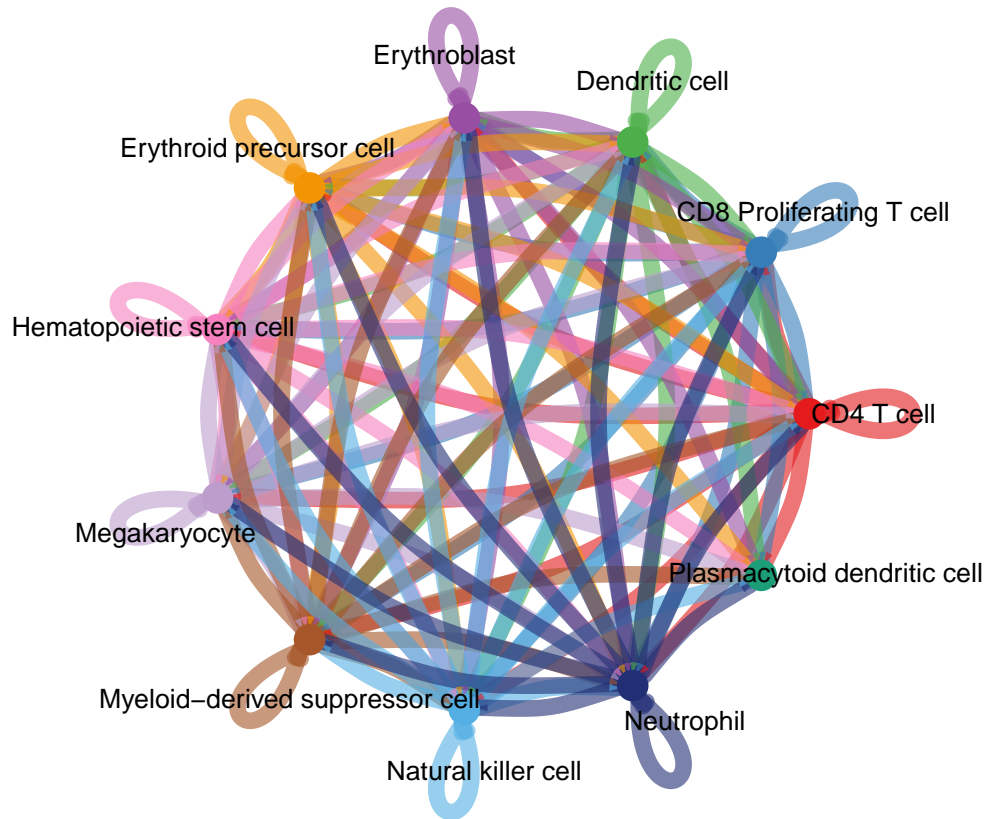 Erythroblast
Dendritic cell
Erythroid precursor cell
CD8 Proliferating T cell
Hematopoietic stem cell
CD4 T cell
Megakaryocyte
Plasmacytoid dendritic cell
Myeloid−derived suppressor cell
Neutrophil
Natural killer cell